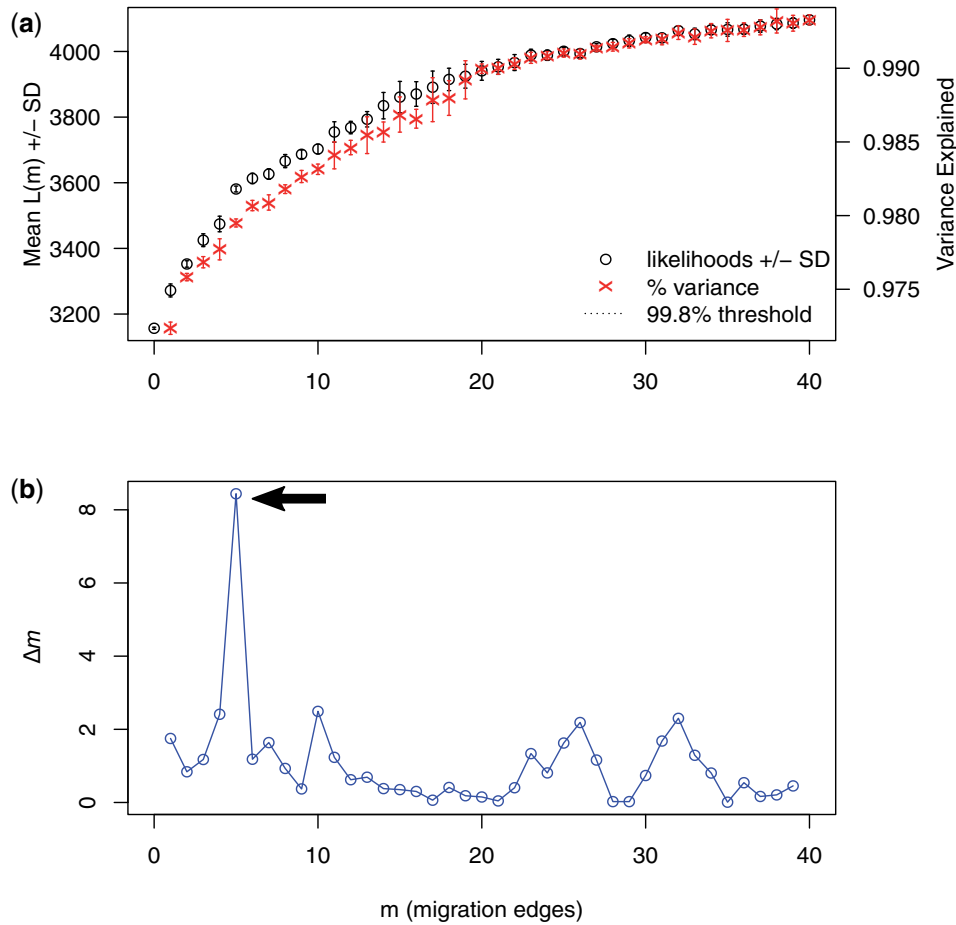 (a)
Mean L(m) +/− SD
4000
3800
3600
3400
3200
0.990
0.985
0.980
0.975
Variance Explained
likelihoods +/− SD
% variance
99.8% threshold
0 10 20 30 40
(b)
Δm
8
6
4
2
0
0 10 20 30 40
m (migration edges)